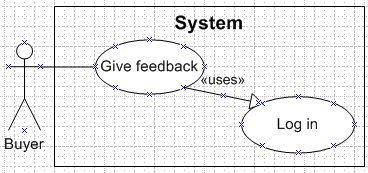 System
Give feedback
«uses»
Log in
Buyer